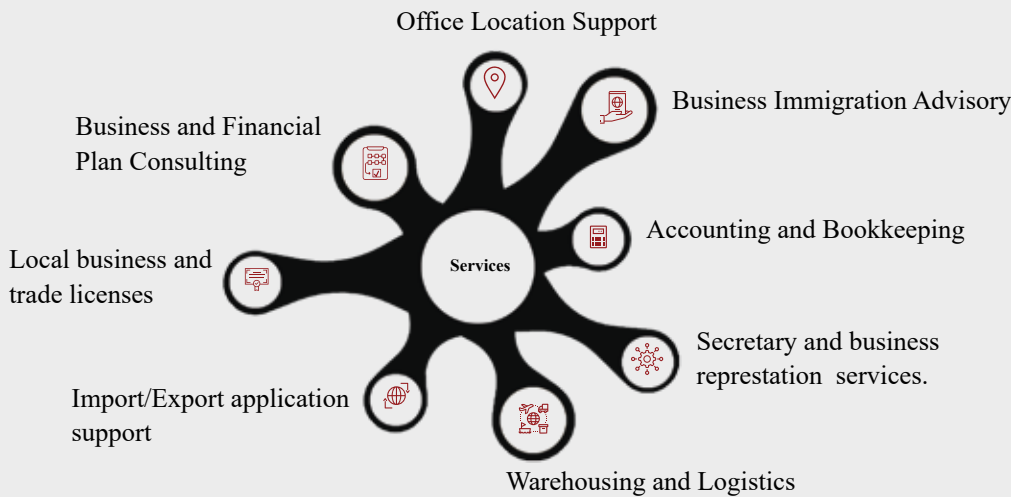 Office Location Support
Business Immigration Advisory
Business and Financial
Plan Consulting
Accounting and Bookkeeping
Local business and
trade licenses
Services
Secretary and business
represtation  services.
Import/Export application
support
Warehousing and Logistics